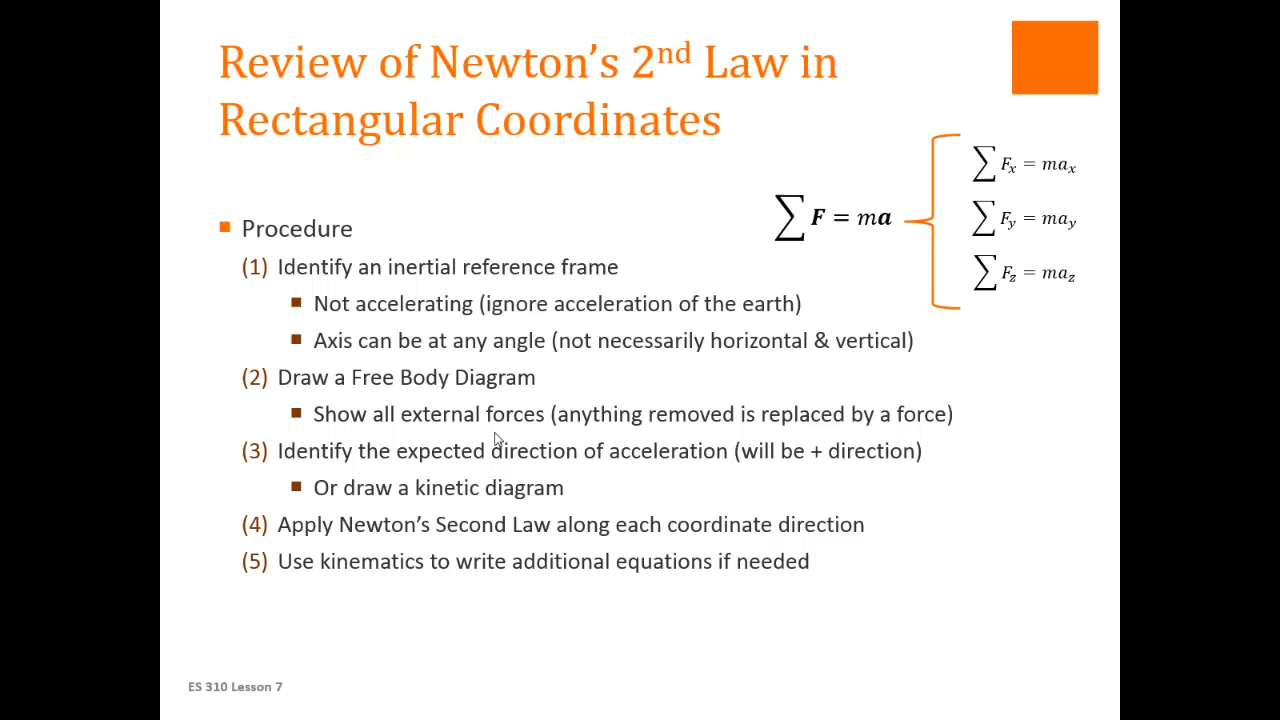 Review of Newton’s 2nd Law in
Rectangular Coordinates
∑ F = ma
∑ Fx = max
∑ Fy = may
∑ Fz = maz
■ Procedure
(1) Identify an inertial reference frame
■ Not accelerating (ignore acceleration of the earth)
■ Axis can be at any angle (not necessarily horizontal & vertical)
(2) Draw a Free Body Diagram
■ Show all external forces (anything removed is replaced by a force)
(3) Identify the expected direction of acceleration (will be + direction)
■ Or draw a kinetic diagram
(4) Apply Newton’s Second Law along each coordinate direction
(5) Use kinematics to write additional equations if needed
ES 310 Lesson 7